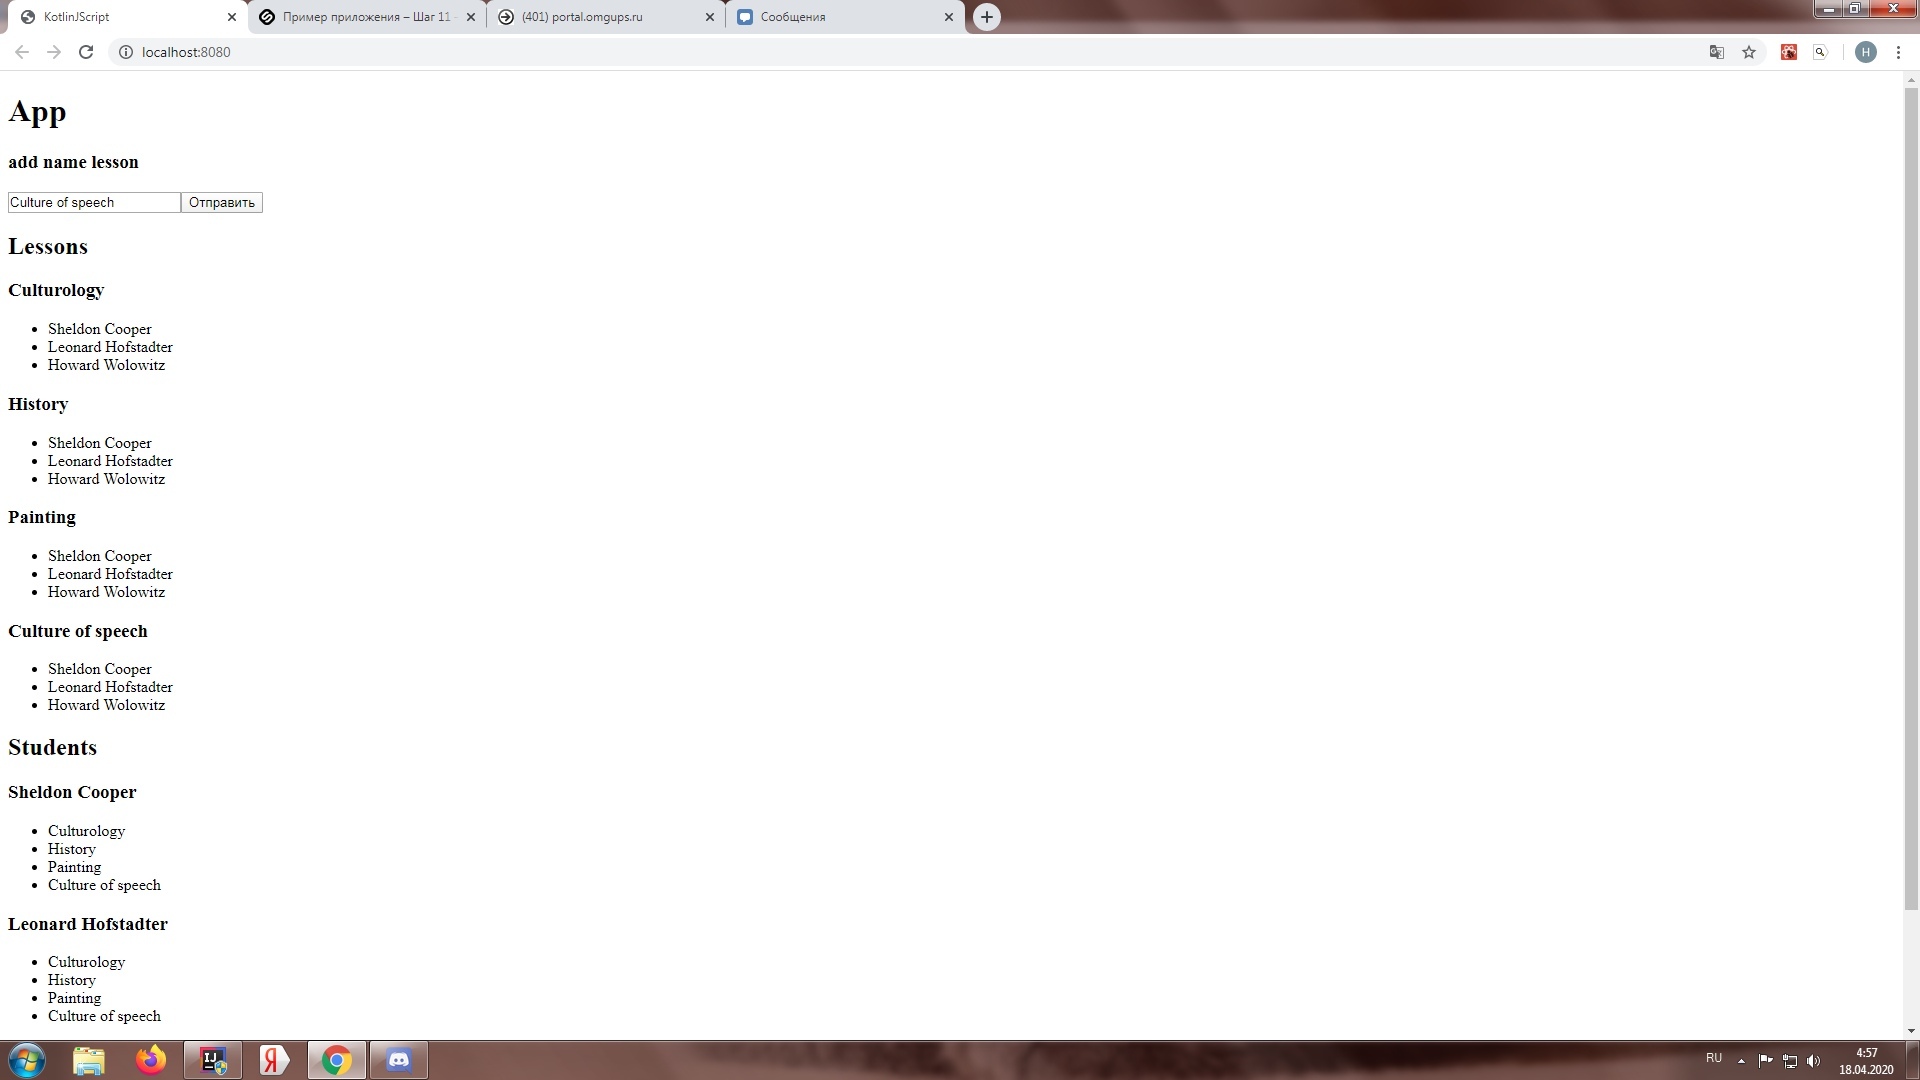 KotlinJScript
Пример приложения – Шаг 11
(401) portal.omgups.ru
Сообщения
localhost:8080
H
App
add name lesson
Culture of speech
Отправить
Lessons
Culturology
Sheldon Cooper
Leonard Hofstadter
Howard Wolowitz
History
Sheldon Cooper
Leonard Hofstadter
Howard Wolowitz
Painting
Sheldon Cooper
Leonard Hofstadter
Howard Wolowitz
Culture of speech
Sheldon Cooper
Leonard Hofstadter
Howard Wolowitz
Students
Sheldon Cooper
Culturology
History
Painting
Culture of speech
Leonard Hofstadter
Culturology
History
Painting
Culture of speech
IJ
Я
RU
4:57
18.04.2020